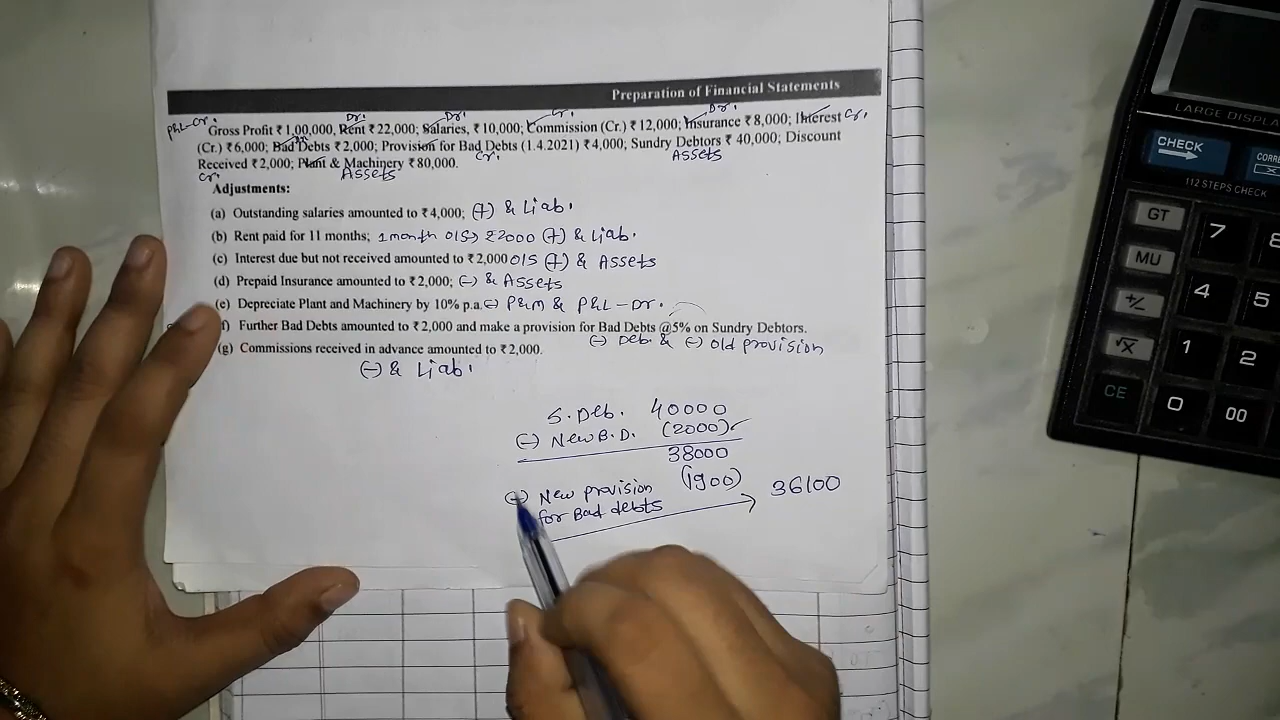 Preparation of Financial Statements
P&L-Cr. Dr. Dr. Cr. Dr.
Gross Profit ₹ 1,00,000, Rent ₹ 22,000; Salaries, ₹ 10,000; Commission (Cr.) ₹ 12,000; Insurance ₹ 8,000; Interest Cr.
(Cr.) ₹ 6,000; Bad Debts ₹ 2,000; Provision for Bad Debts (1.4.2021) ₹ 4,000; Sundry Debtors ₹ 40,000; Discount
Cr. Assets
Received ₹ 2,000; Plant & Machinery ₹ 80,000.
Cr. Assets
Adjustments:
(a) Outstanding salaries amounted to ₹ 4,000; (+) & Liab.
(b) Rent paid for 11 months; 1 month O/S → ₹2000 (+) & Liab.
(c) Interest due but not received amounted to ₹ 2,000 O/S (+) & Assets
(d) Prepaid Insurance amounted to ₹ 2,000; (-) & Assets
(e) Depreciate Plant and Machinery by 10% p.a. (-) P&M & P&L - Dr.
f) Further Bad Debts amounted to ₹ 2,000 and make a provision for Bad Debts @5% on Sundry Debtors.
(-) Deb. & (-) old provision
(g) Commissions received in advance amounted to ₹ 2,000.
(-) & Liab.
S. Deb. 40000
(-) New B.D. (2000)
38000
(-) New provision (1900) 36100
for Bad debts
LARGE DISPLAY
CHECK
CORRE
112 STEPS CHECK
GT 7 8
MU 4 5
+/-
√X 1 2
CE 0 00